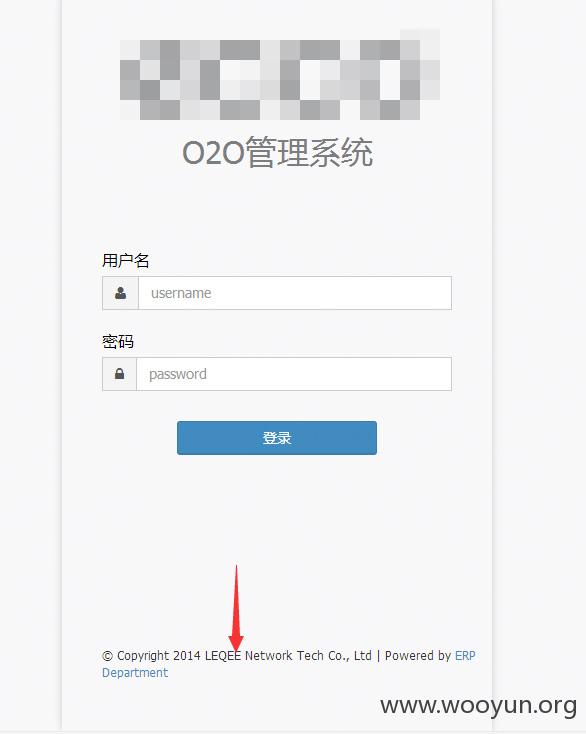 O2O管理系统
用户名
username
密码
password
登录
© Copyright 2014 LEQEE Network Tech Co., Ltd | Powered by ERP
Department
www.wooyun.org